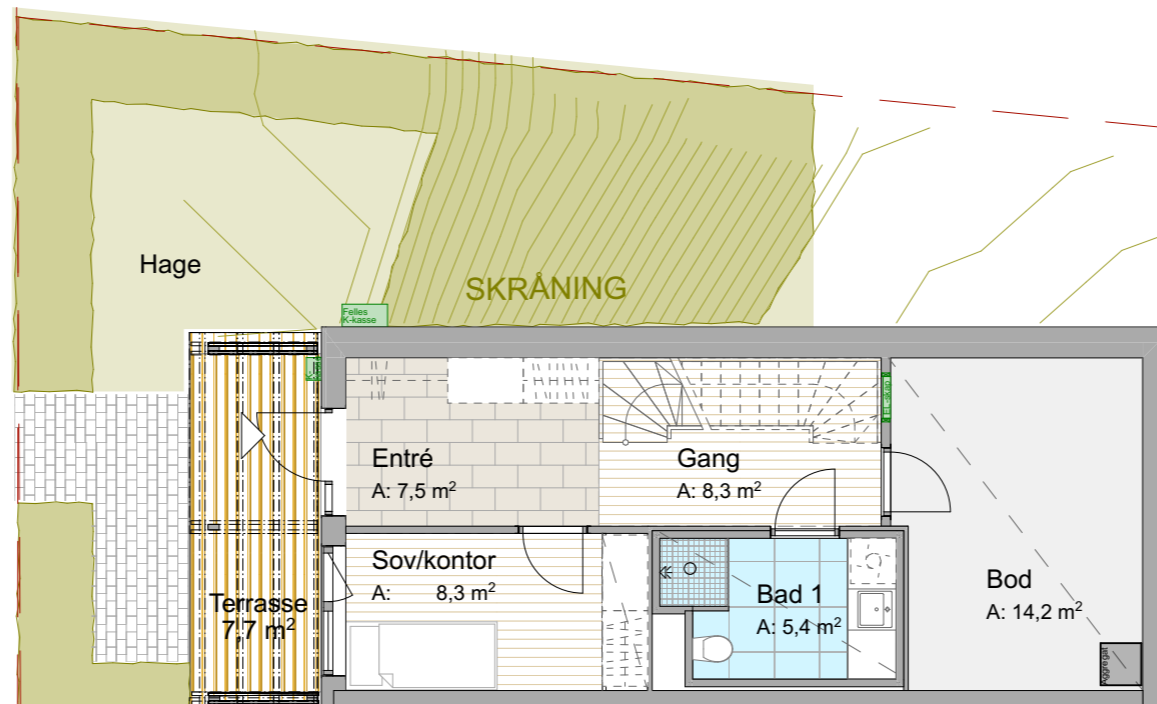 Hage
SKRÅNING
Felles
K-kasse
Entré
A: 7,5 m²
Gang
A: 8,3 m²
Sov/kontor
A: 8,3 m²
Terrasse
7,7 m²
Bad 1
A: 5,4 m²
Bod
A: 14,2 m²
Aggregat